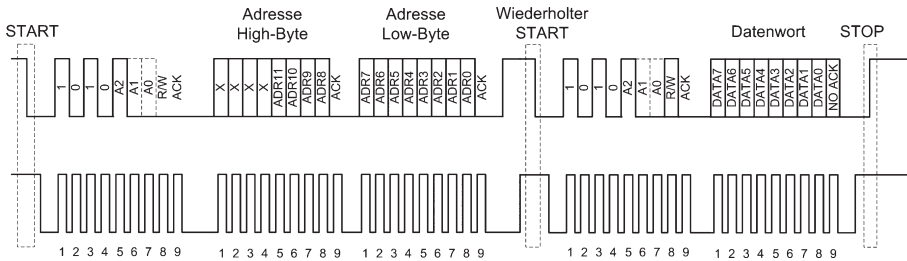 START
Adresse
High-Byte
Adresse
Low-Byte
Wiederholter
START
Datenwort
STOP
1 0 1 0 A2 A1 A0 R/W ACK
X X X X ADR11 ADR10 ADR9 ADR8 ACK
ADR7 ADR6 ADR5 ADR4 ADR3 ADR2 ADR1 ADR0 ACK
1 0 1 0 A2 A1 A0 R/W ACK
DATA7 DATA6 DATA5 DATA4 DATA3 DATA2 DATA1 DATA0 NO ACK
1 2 3 4 5 6 7 8 9
1 2 3 4 5 6 7 8 9
1 2 3 4 5 6 7 8 9
1 2 3 4 5 6 7 8 9
1 2 3 4 5 6 7 8 9